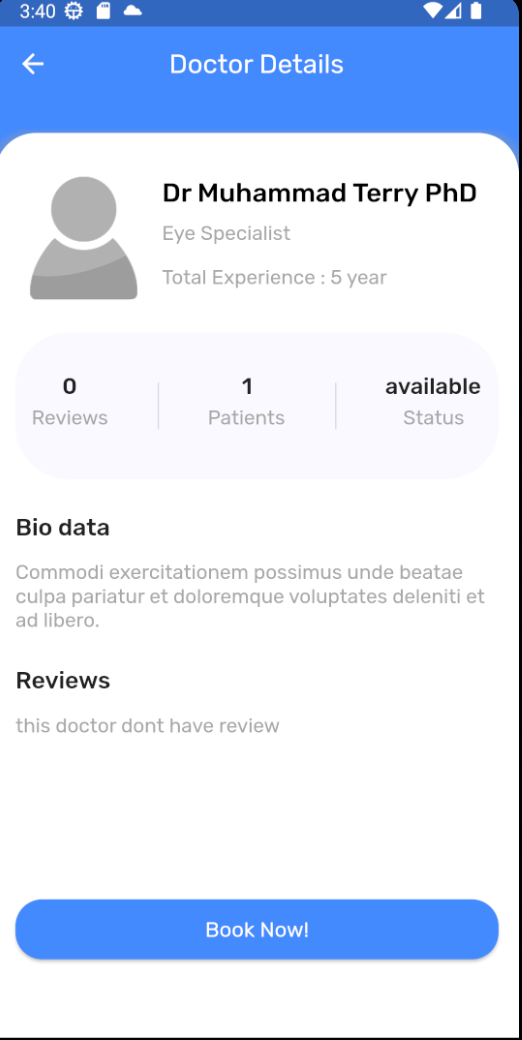 3:40
Doctor Details
Dr Muhammad Terry PhD
Eye Specialist
Total Experience : 5 year
0
Reviews
1
Patients
available
Status
Bio data
Commodi exercitationem possimus unde beatae
culpa pariatur et doloremque voluptates deleniti et
ad libero.
Reviews
this doctor dont have review
Book Now!